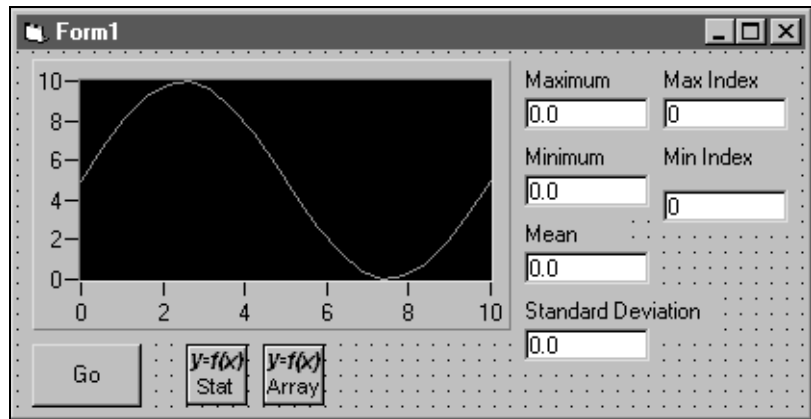 Form1
10
8
6
4
2
0
0 2 4 6 8 10
Maximum Max Index
0.0 0
Minimum Min Index
0.0 0
Mean
0.0
Standard Deviation
0.0
Go
y=f(x)
Stat
y=f(x)
Array